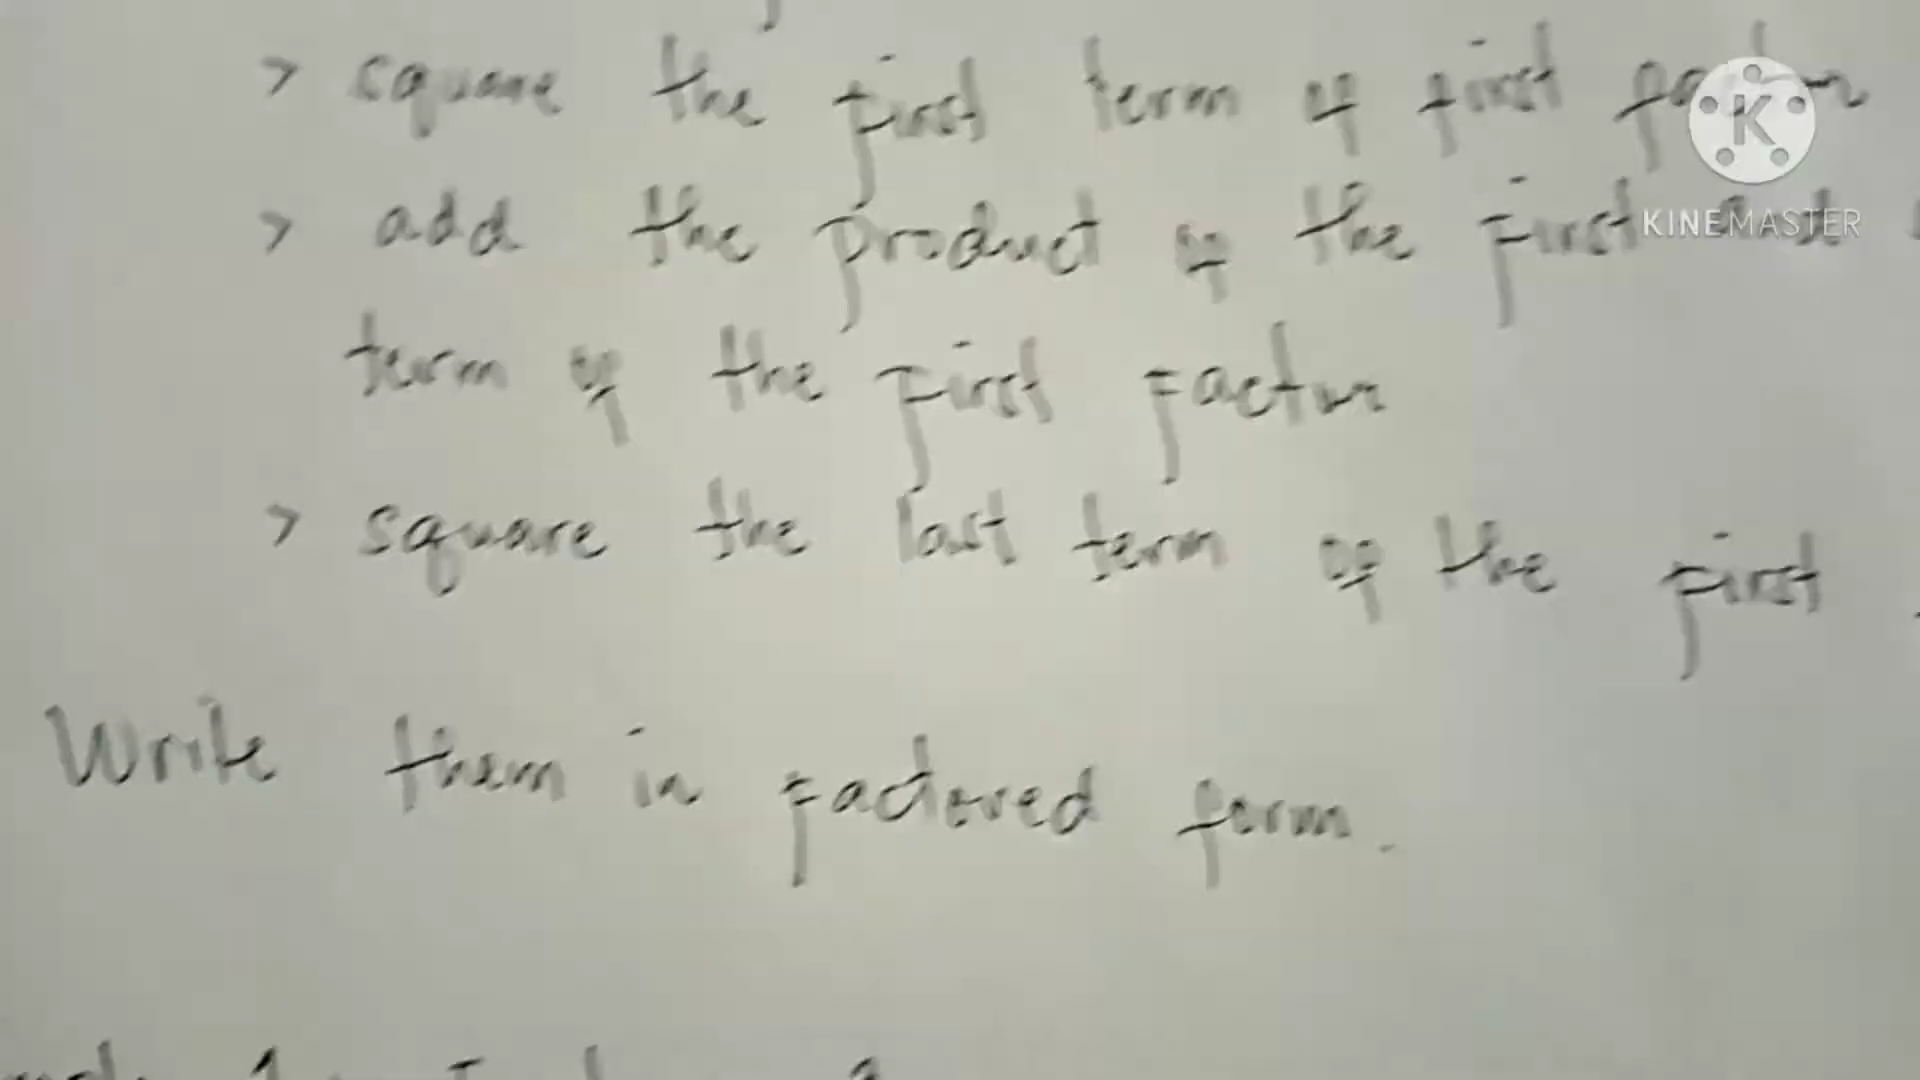 > square the first term of first factor
> add the product of the first and
term of the first factor
> square the last term of the first
Write them in factored form.
K
KINEMASTER